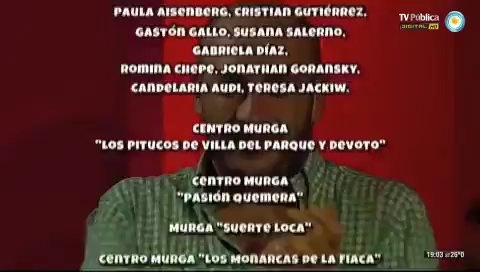 PAULA AISENBERG, CRISTIAN GUTIÉRREZ,
TV Pública
DIGITAL HD
GASTÓN GALLO, SUSANA SALERNO,
GABRIELA DÍAZ,
ROMINA CHEPE, JONATHAN GORANSKY,
CANDELARIA AUDI, TERESA JACKIW.
CENTRO MURGA
"LOS PITUCOS DE VILLA DEL PARQUE Y DEVOTO"
CENTRO MURGA
"PASIÓN QUEMERA"
MURGA "SUERTE LOCA"
CENTRO MURGA "LOS MONARCAS DE LA FIACA"
19:03 26°0